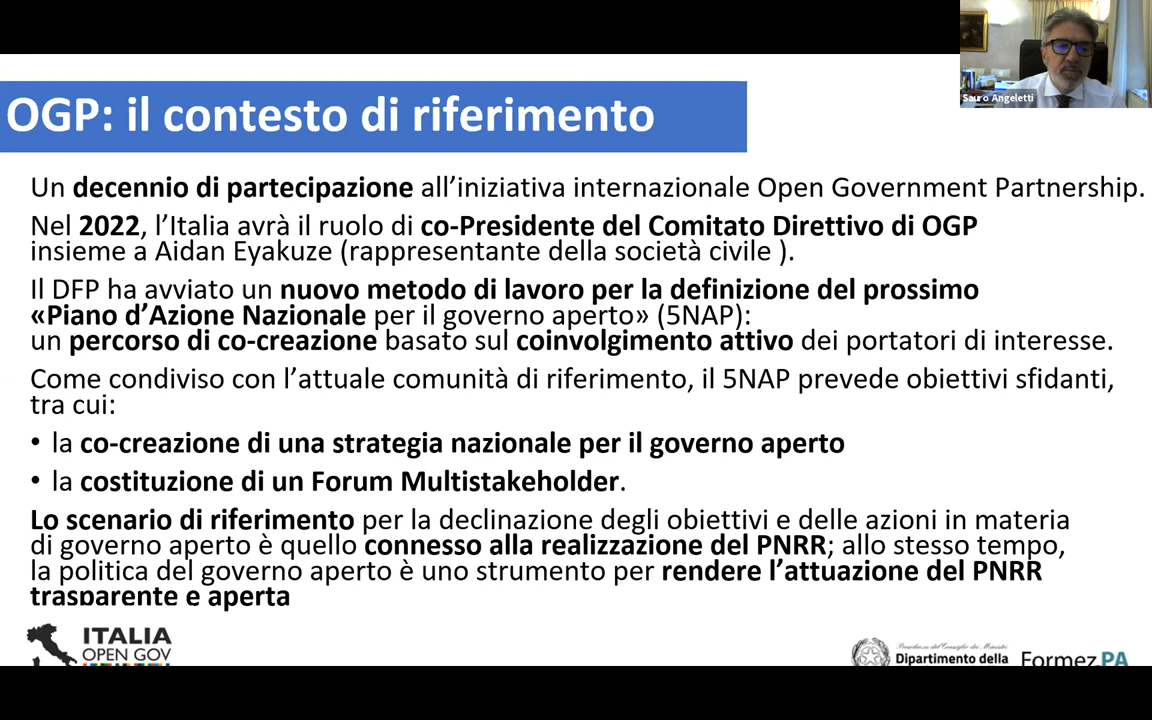 Sauro Angeletti
OGP: il contesto di riferimento
Un decennio di partecipazione all’iniziativa internazionale Open Government Partnership.
Nel 2022, l’Italia avrà il ruolo di co-Presidente del Comitato Direttivo di OGP
insieme a Aidan Eyakuze (rappresentante della società civile ).
Il DFP ha avviato un nuovo metodo di lavoro per la definizione del prossimo
«Piano d’Azione Nazionale per il governo aperto» (5NAP):
un percorso di co-creazione basato sul coinvolgimento attivo dei portatori di interesse.
Come condiviso con l’attuale comunità di riferimento, il 5NAP prevede obiettivi sfidanti,
tra cui:
• la co-creazione di una strategia nazionale per il governo aperto
• la costituzione di un Forum Multistakeholder.
Lo scenario di riferimento per la declinazione degli obiettivi e delle azioni in materia
di governo aperto è quello connesso alla realizzazione del PNRR; allo stesso tempo,
la politica del governo aperto è uno strumento per rendere l’attuazione del PNRR
trasparente e aperta
ITALIA
OPEN GOV
Presidenza del Consiglio dei Ministri
Dipartimento della
Formez PA